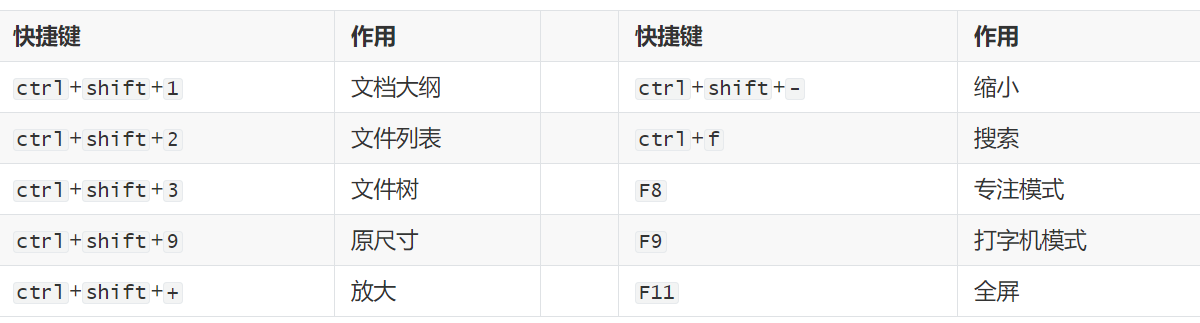 快捷键 作用 快捷键 作用
ctrl+shift+1 文档大纲 ctrl+shift+- 缩小
ctrl+shift+2 文件列表 ctrl+f 搜索
ctrl+shift+3 文件树 F8 专注模式
ctrl+shift+9 原尺寸 F9 打字机模式
ctrl+shift++ 放大 F11 全屏